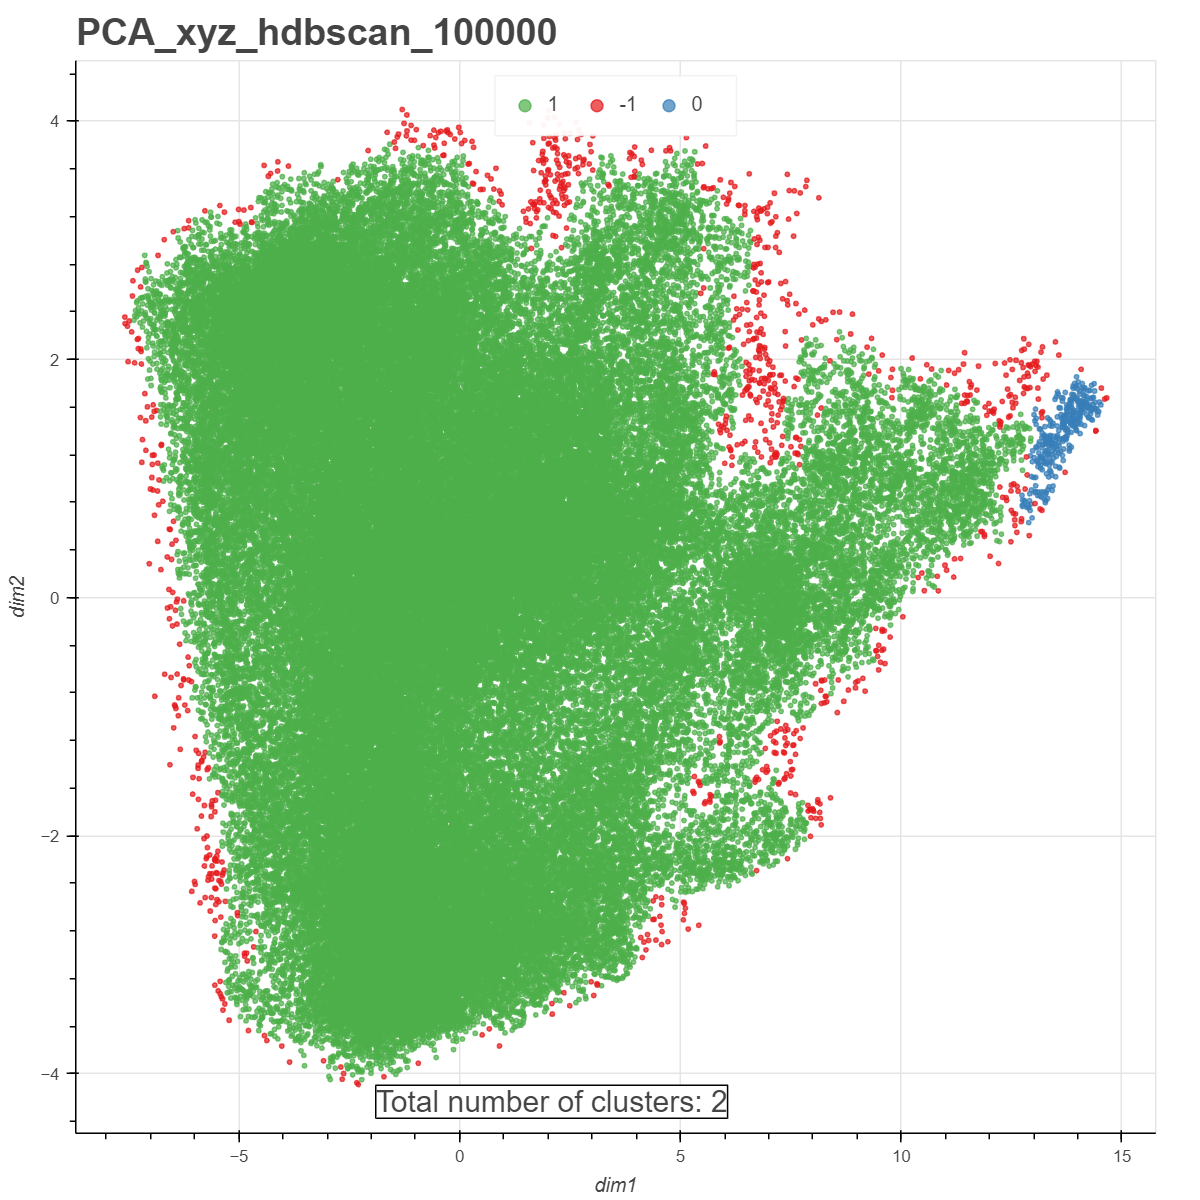 PCA_xyz_hdbscan_100000
1 -1 0
4
2
0
−2
−4
dim2
Total number of clusters: 2
−5 0 5 10 15
dim1